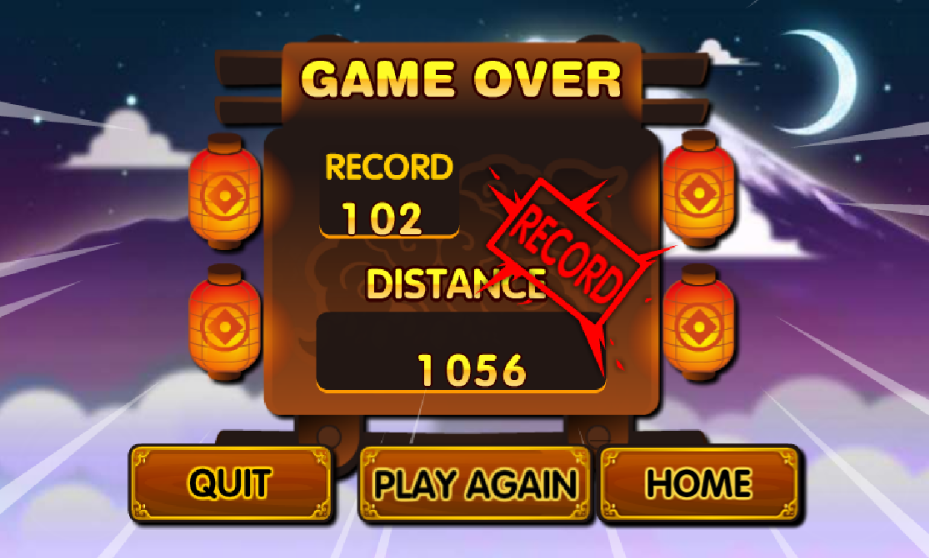 GAME OVER
RECORD
102
RECORD
DISTANCE
1056
QUIT
PLAY AGAIN
HOME